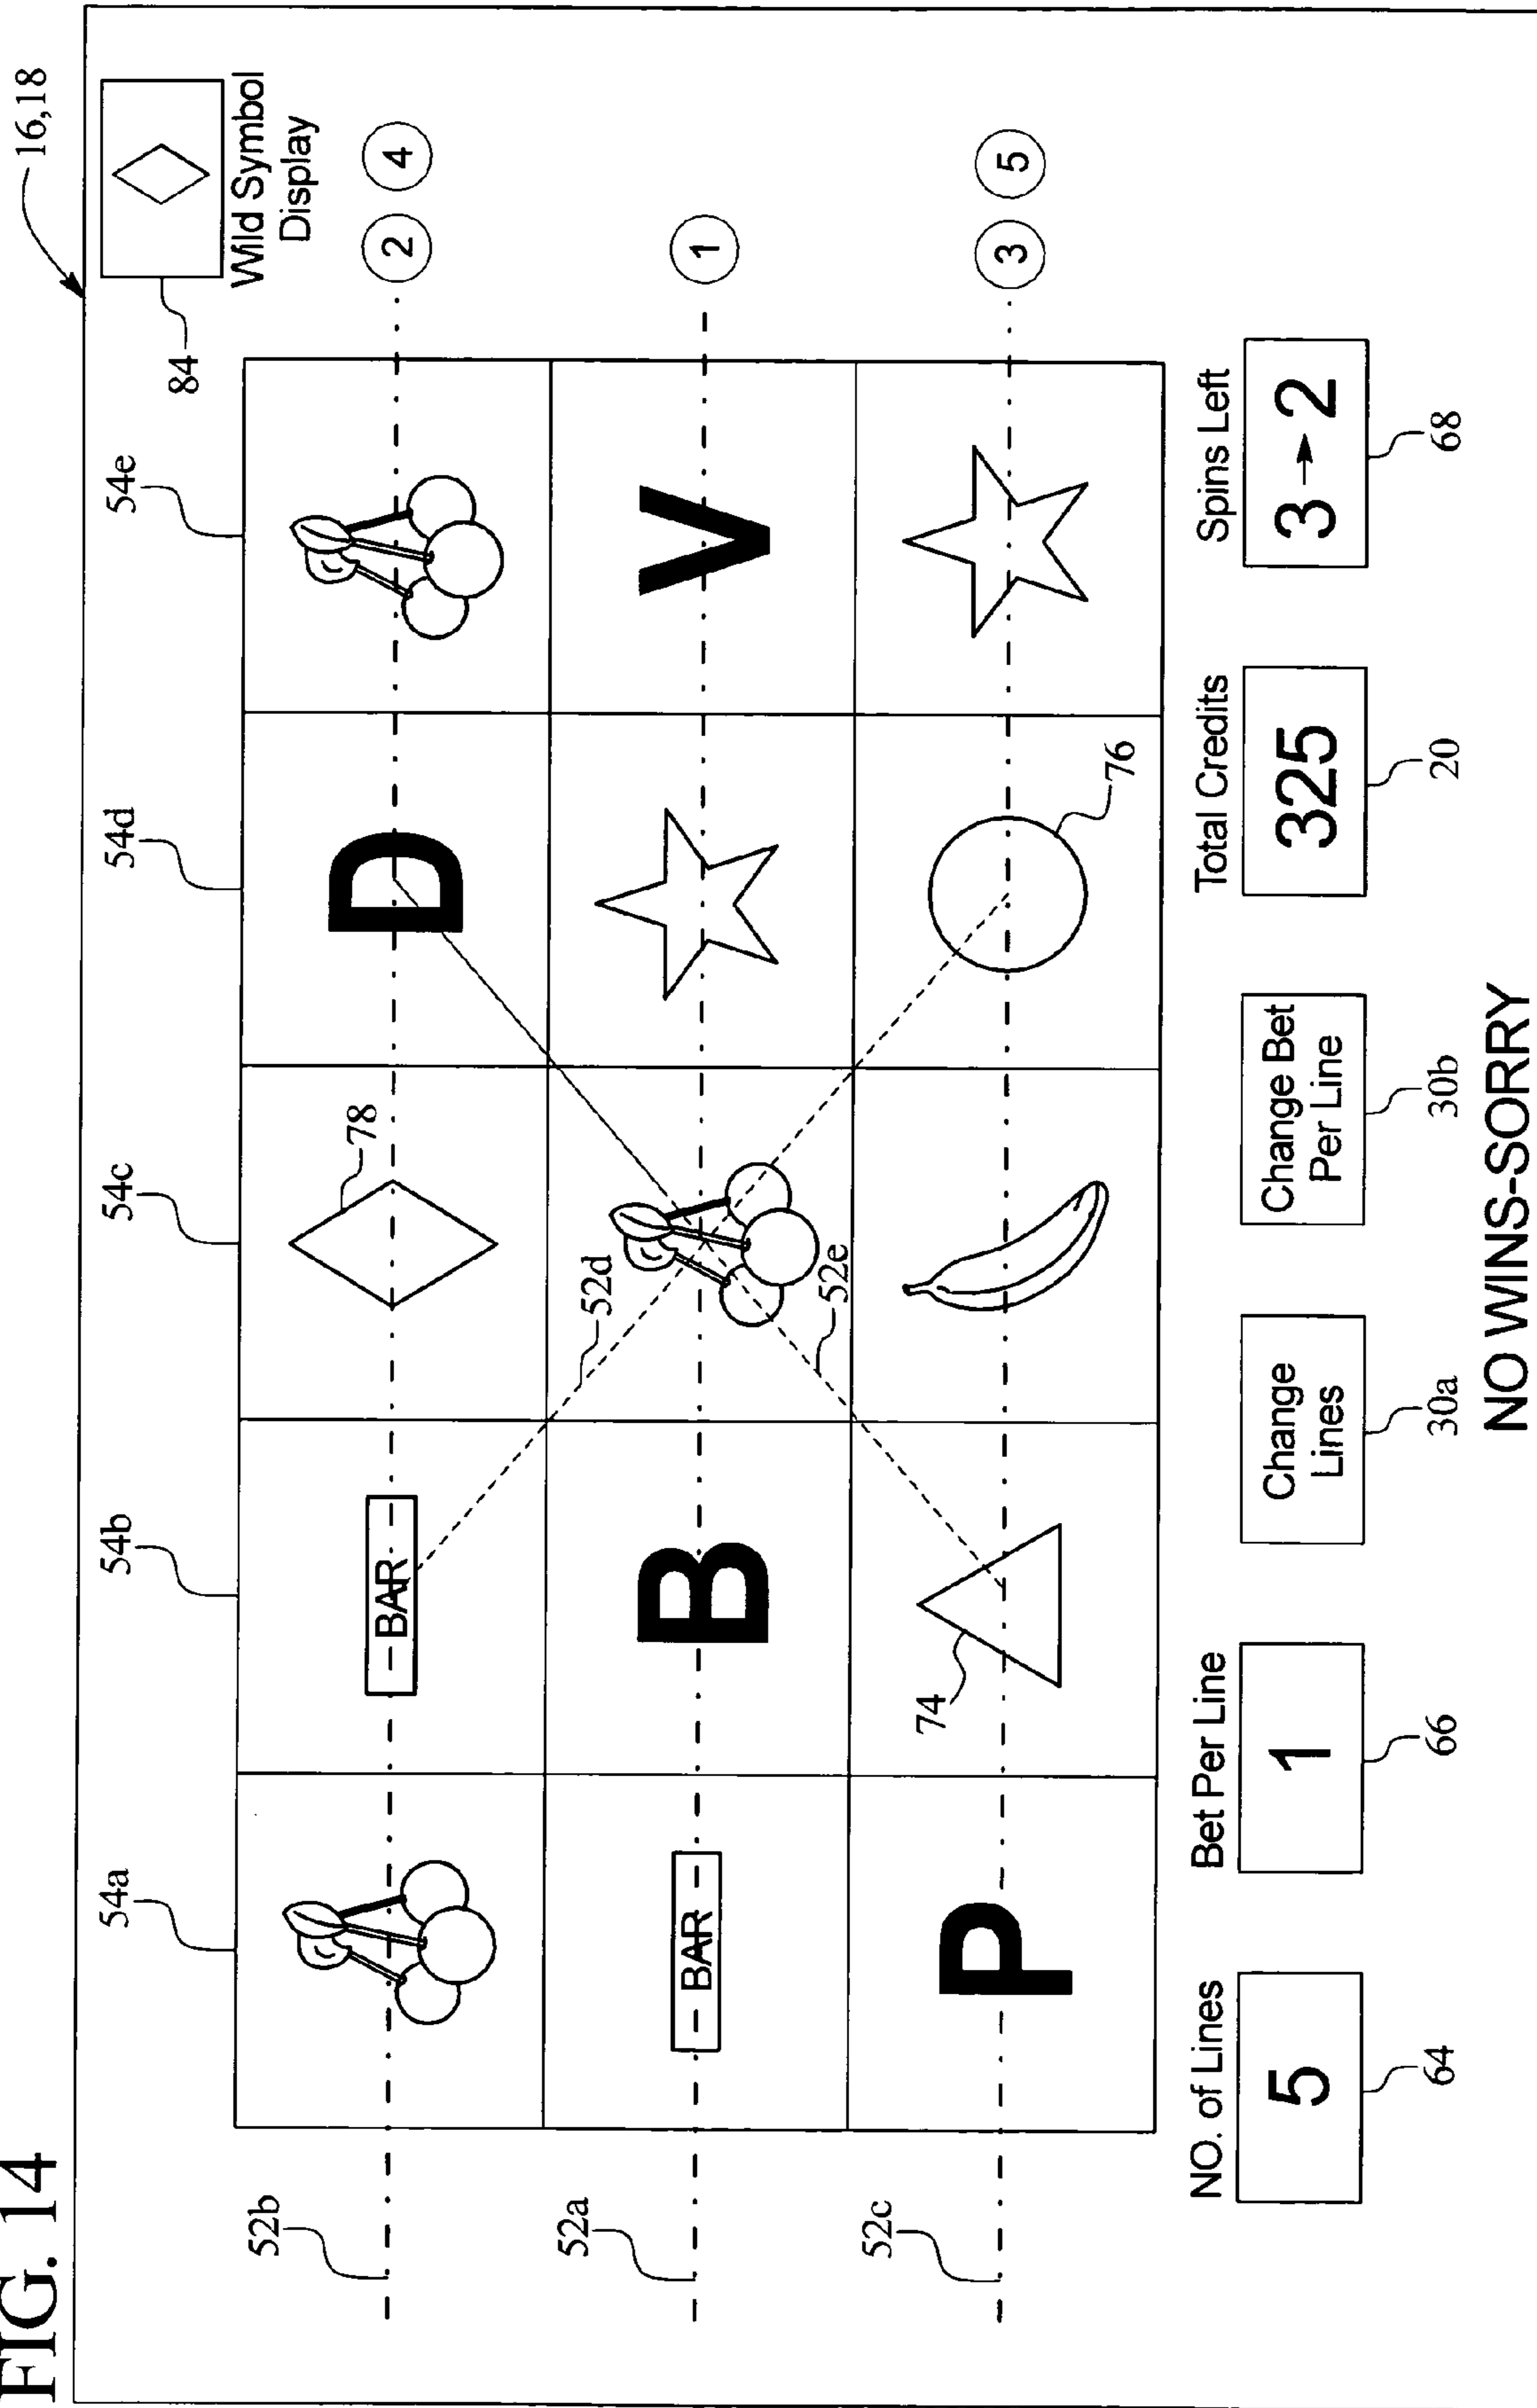 FIG. 14
16,18
84
Wild Symbol
Display
54a
54b
54c
54d
54e
52b
BAR
78
D
2
4
52d
52a
BAR
B
V
1
52e
52c
P
74
76
3
5
NO. of Lines
Bet Per Line
Total Credits
Spins Left
5
1
Change
Lines
Change Bet
Per Line
325
3→2
64
66
30a
30b
20
68
NO WINS-SORRY